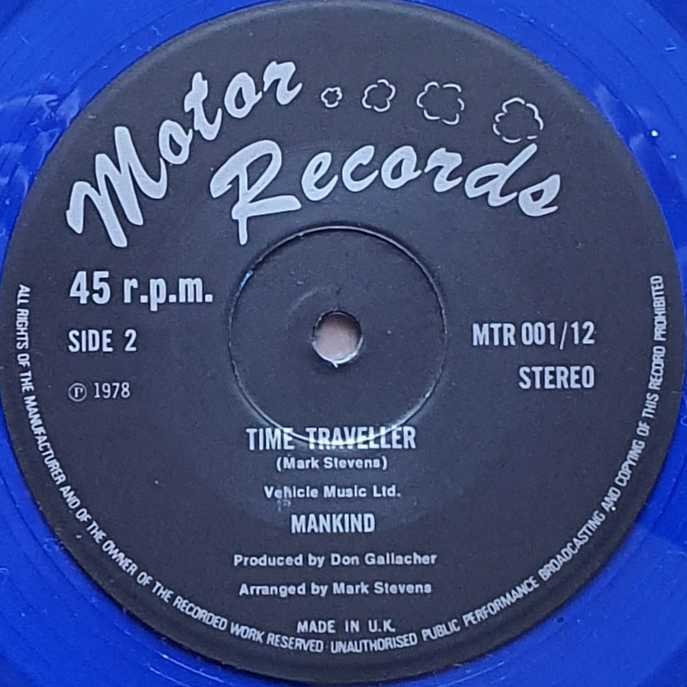 Motor
Records
45 r.p.m.
SIDE 2
MTR 001/12
℗ 1978
STEREO
TIME TRAVELLER
(Mark Stevens)
Vehicle Music Ltd.
MANKIND
Produced by Don Gallacher
Arranged by Mark Stevens
MADE IN U.K.
ALL RIGHTS OF THE MANUFACTURER AND OF THE OWNER OF THE RECORDED WORK RESERVED · UNAUTHORISED PUBLIC PERFORMANCE BROADCASTING AND COPYING OF THIS RECORD PROHIBITED